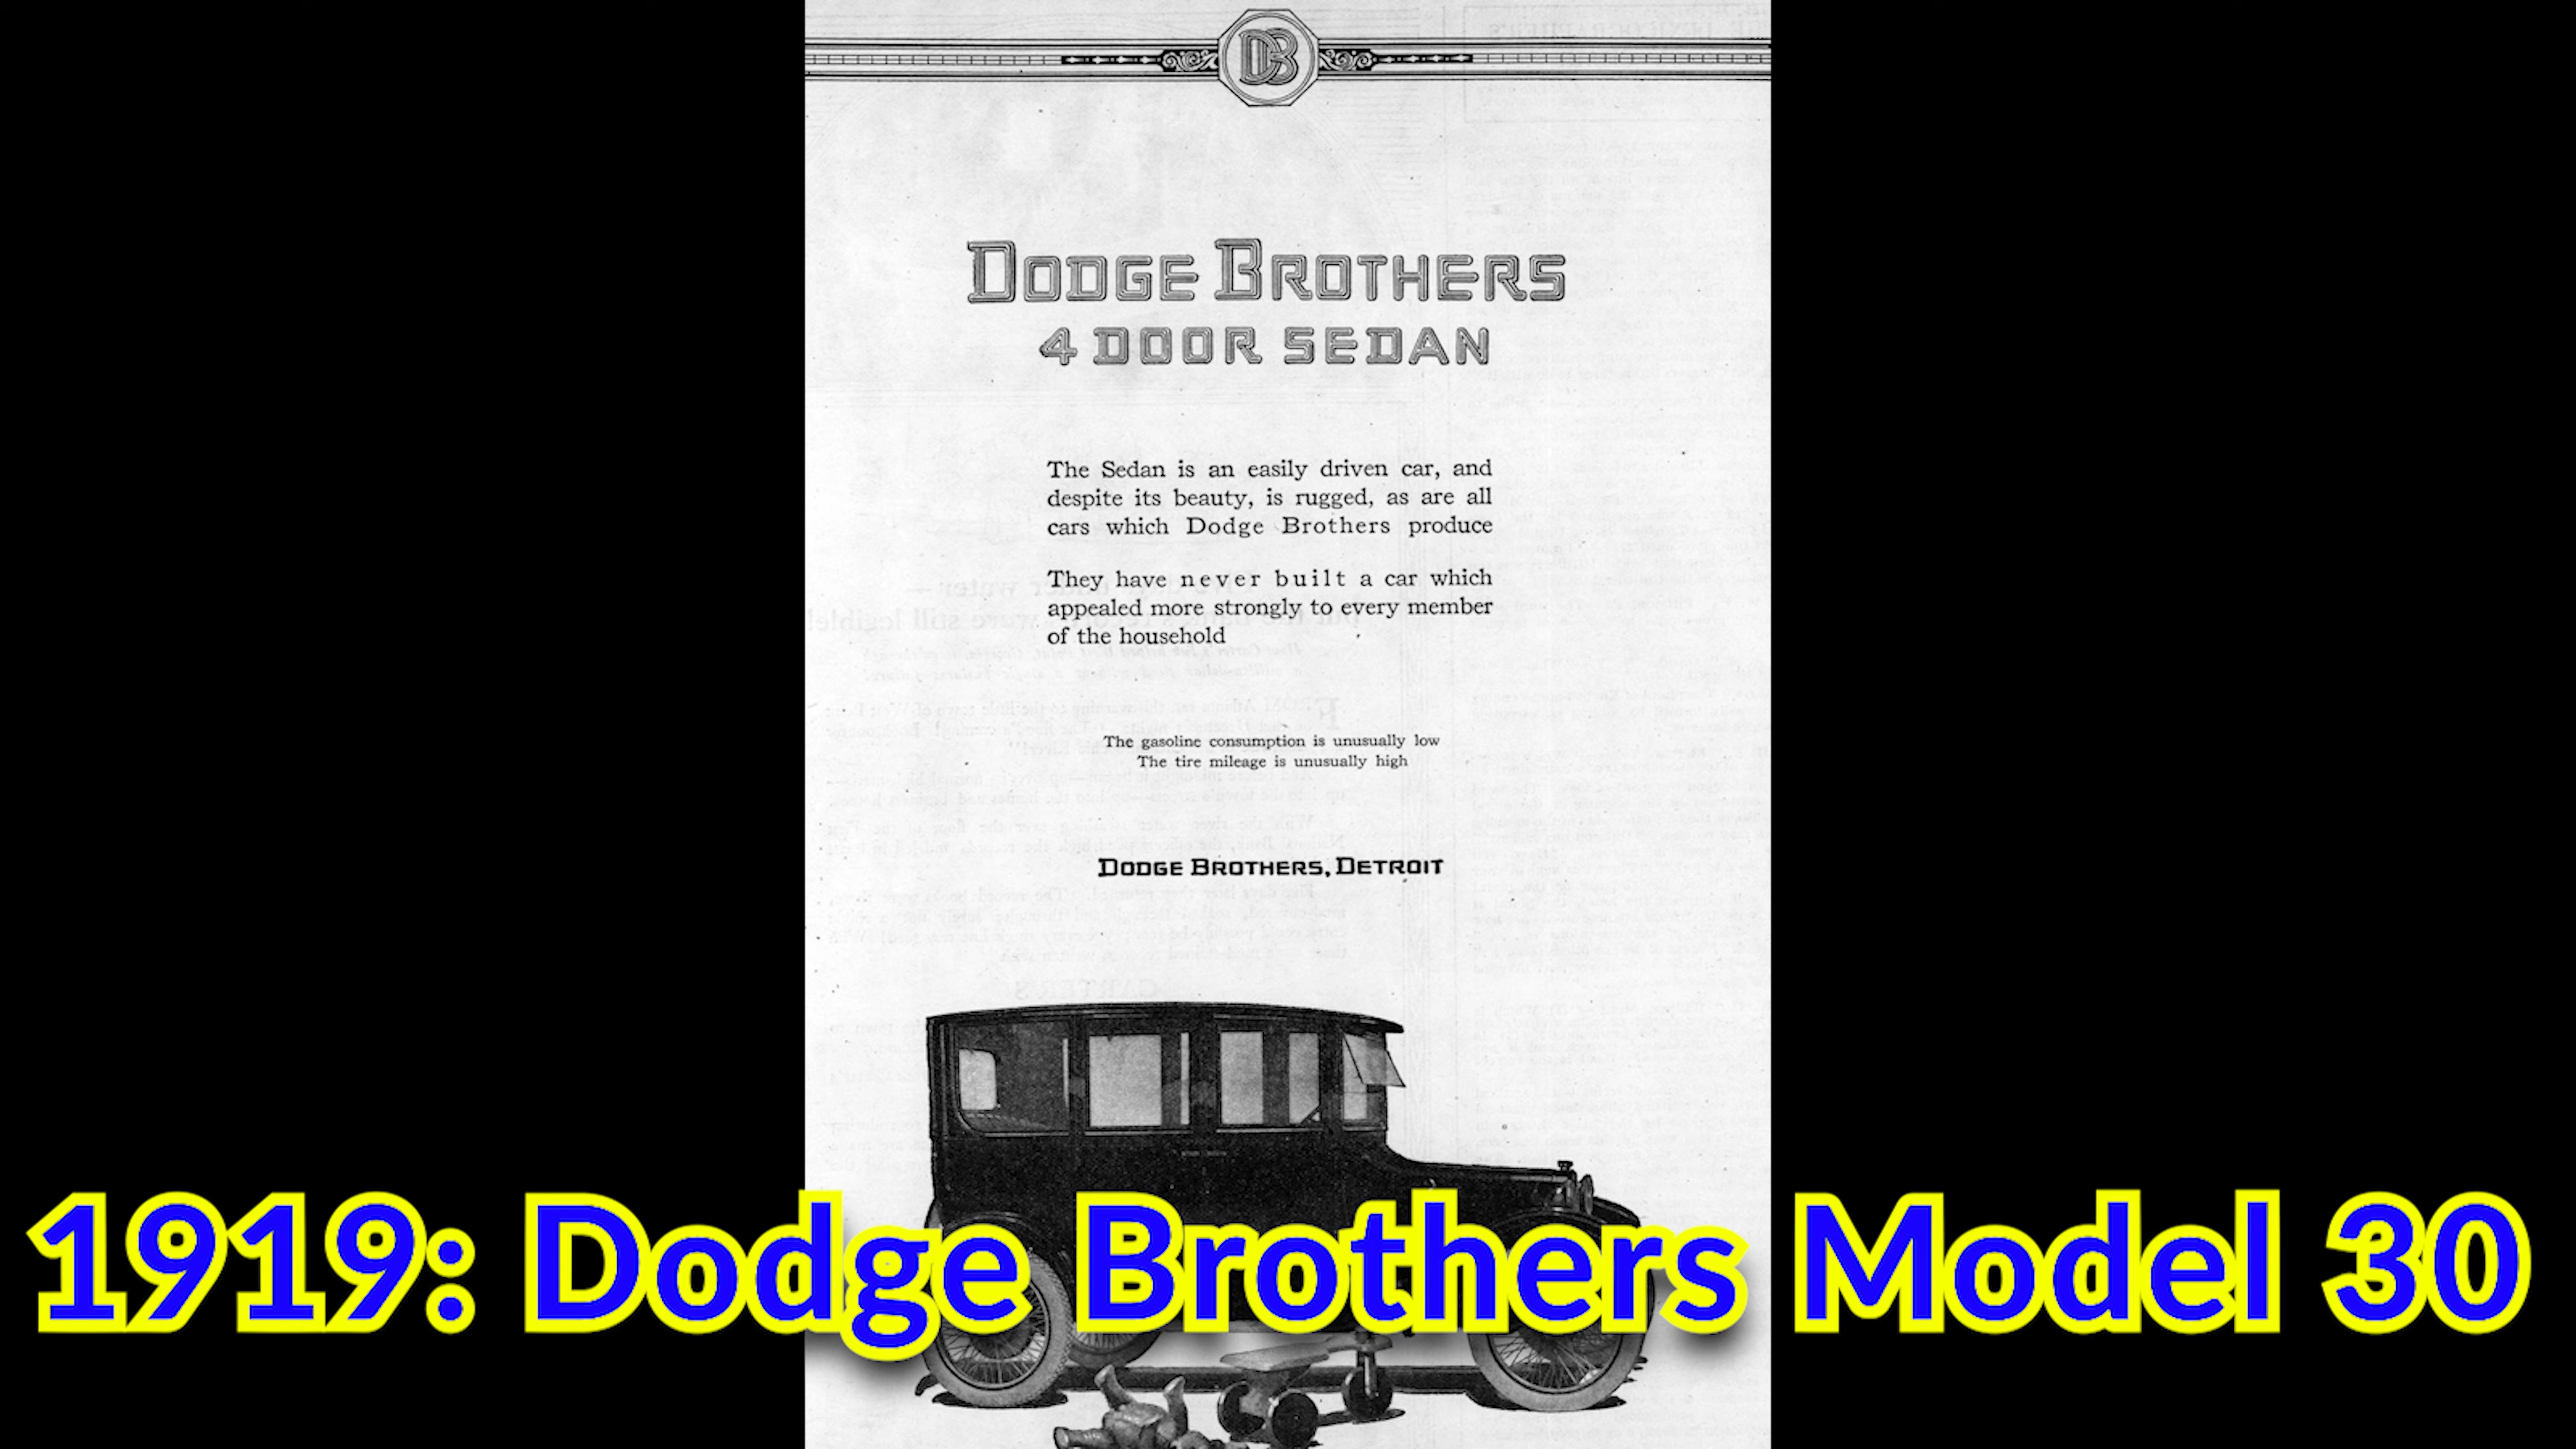 DB
DODGE BROTHERS
4 DOOR SEDAN
The Sedan is an easily driven car, and
despite its beauty, is rugged, as are all
cars which Dodge Brothers produce
They have never built a car which
appealed more strongly to every member
of the household
The gasoline consumption is unusually low
The tire mileage is unusually high
DODGE BROTHERS, DETROIT
1919: Dodge Brothers Model 30